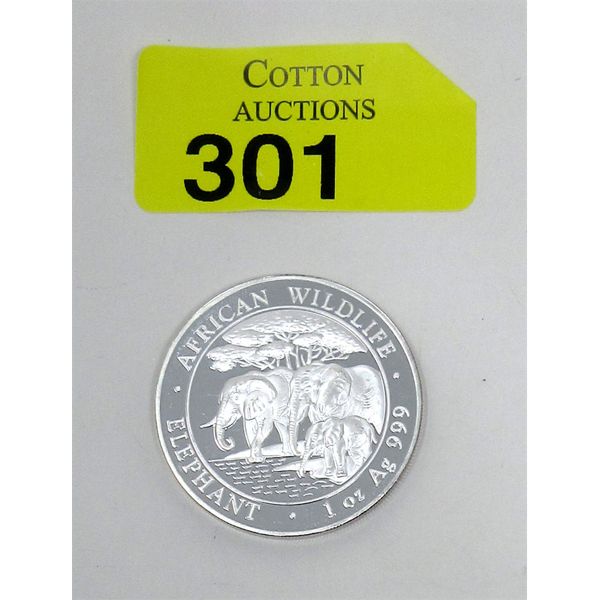 COTTON
AUCTIONS
301
· AFRICAN WILDLIFE ·
ELEPHANT · 1 oz Ag 999